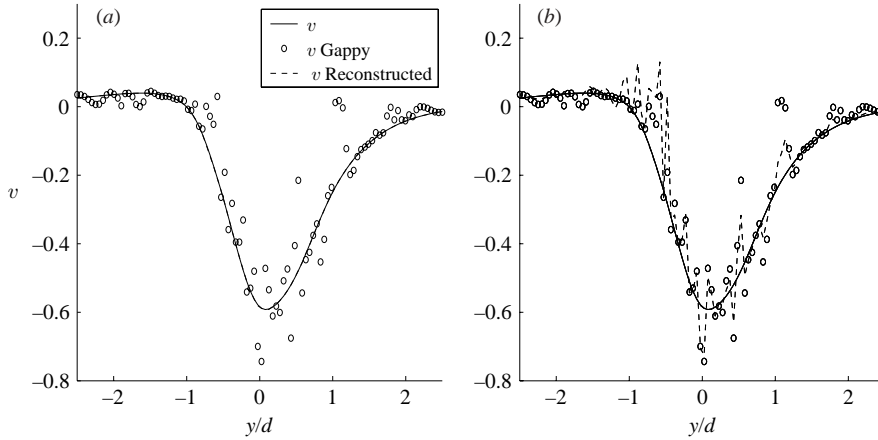 (a)
v
v Gappy
v Reconstructed
0.2
0
–0.2
–0.4
–0.6
–0.8
v
–2
–1
0
1
2
y/d
(b)
0.2
0
–0.2
–0.4
–0.6
–0.8
–2
–1
0
1
2
y/d